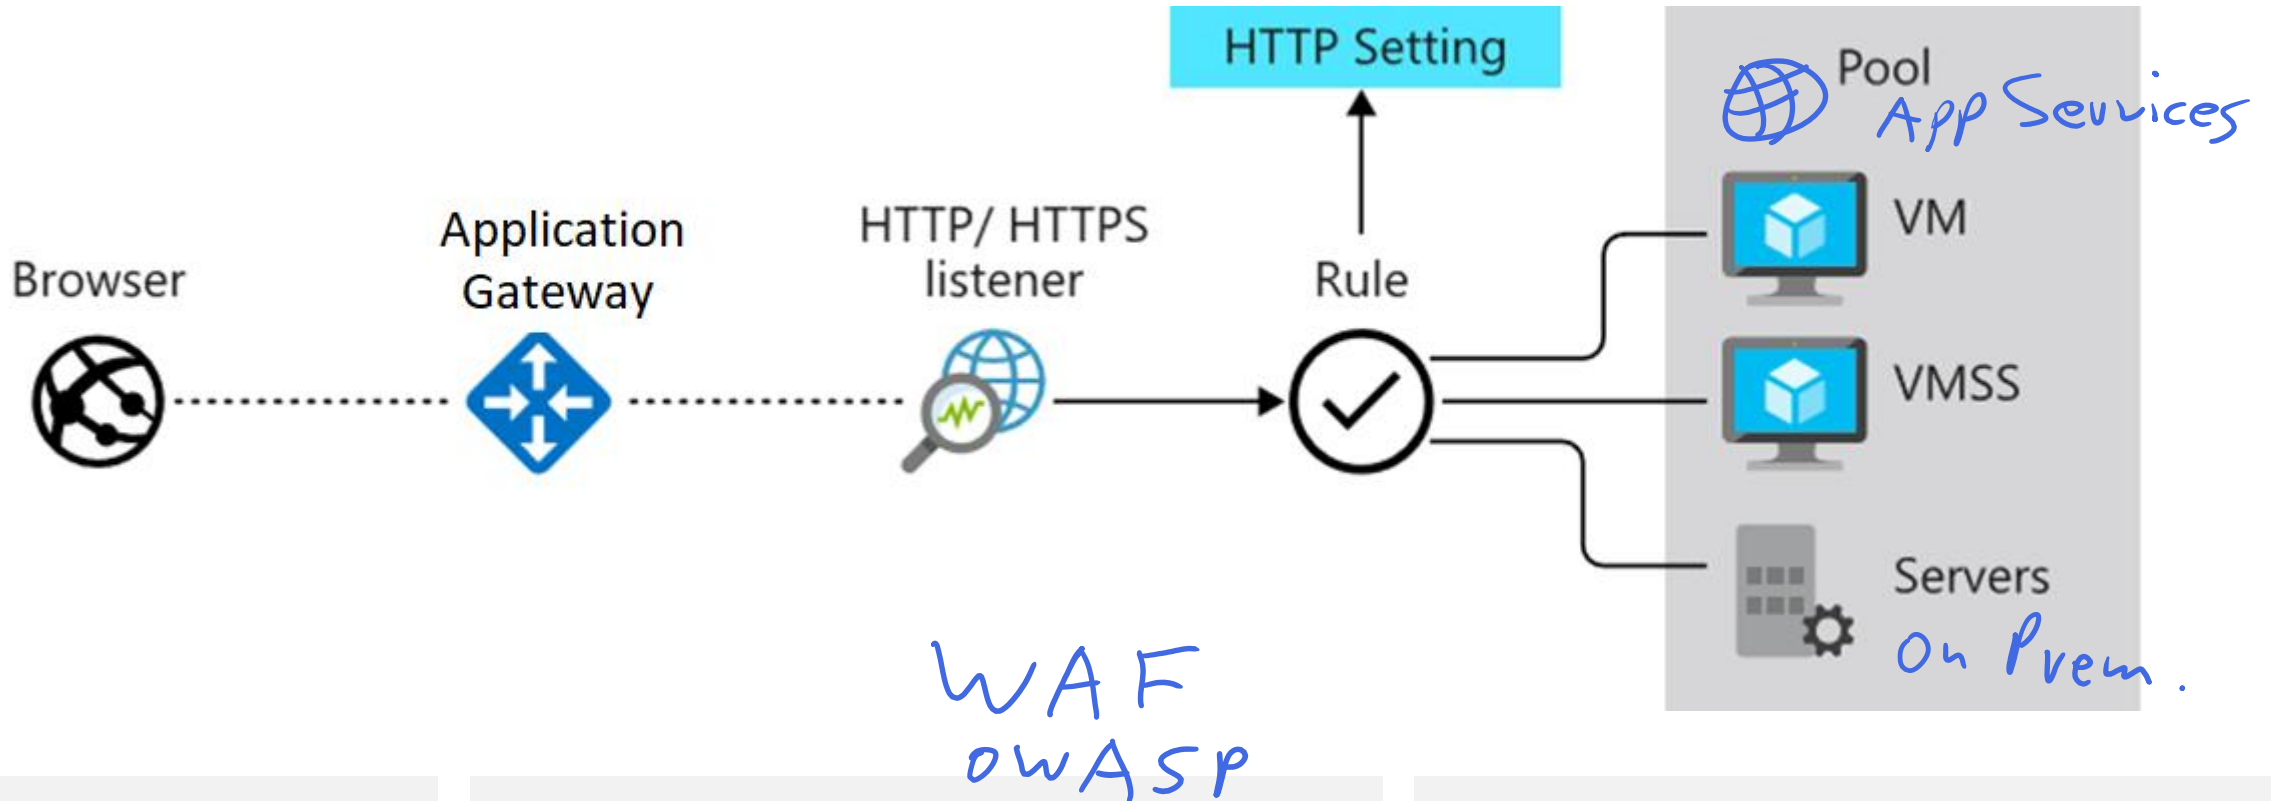 HTTP Setting
Pool
App Services
Application
Gateway
HTTP/ HTTPS
listener
VM
Browser
Rule
VMSS
Servers
On Prem.
WAF
OWASP